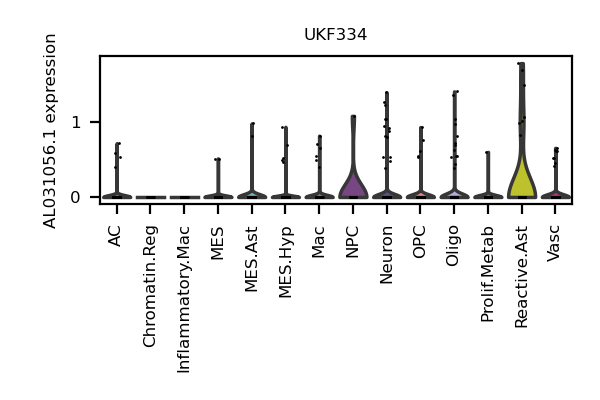 UKF334
AL031056.1 expression
1
0
AC
Chromatin.Reg
Inflammatory.Mac
MES
MES.Ast
MES.Hyp
Mac
NPC
Neuron
OPC
Oligo
Prolif.Metab
Reactive.Ast
Vasc